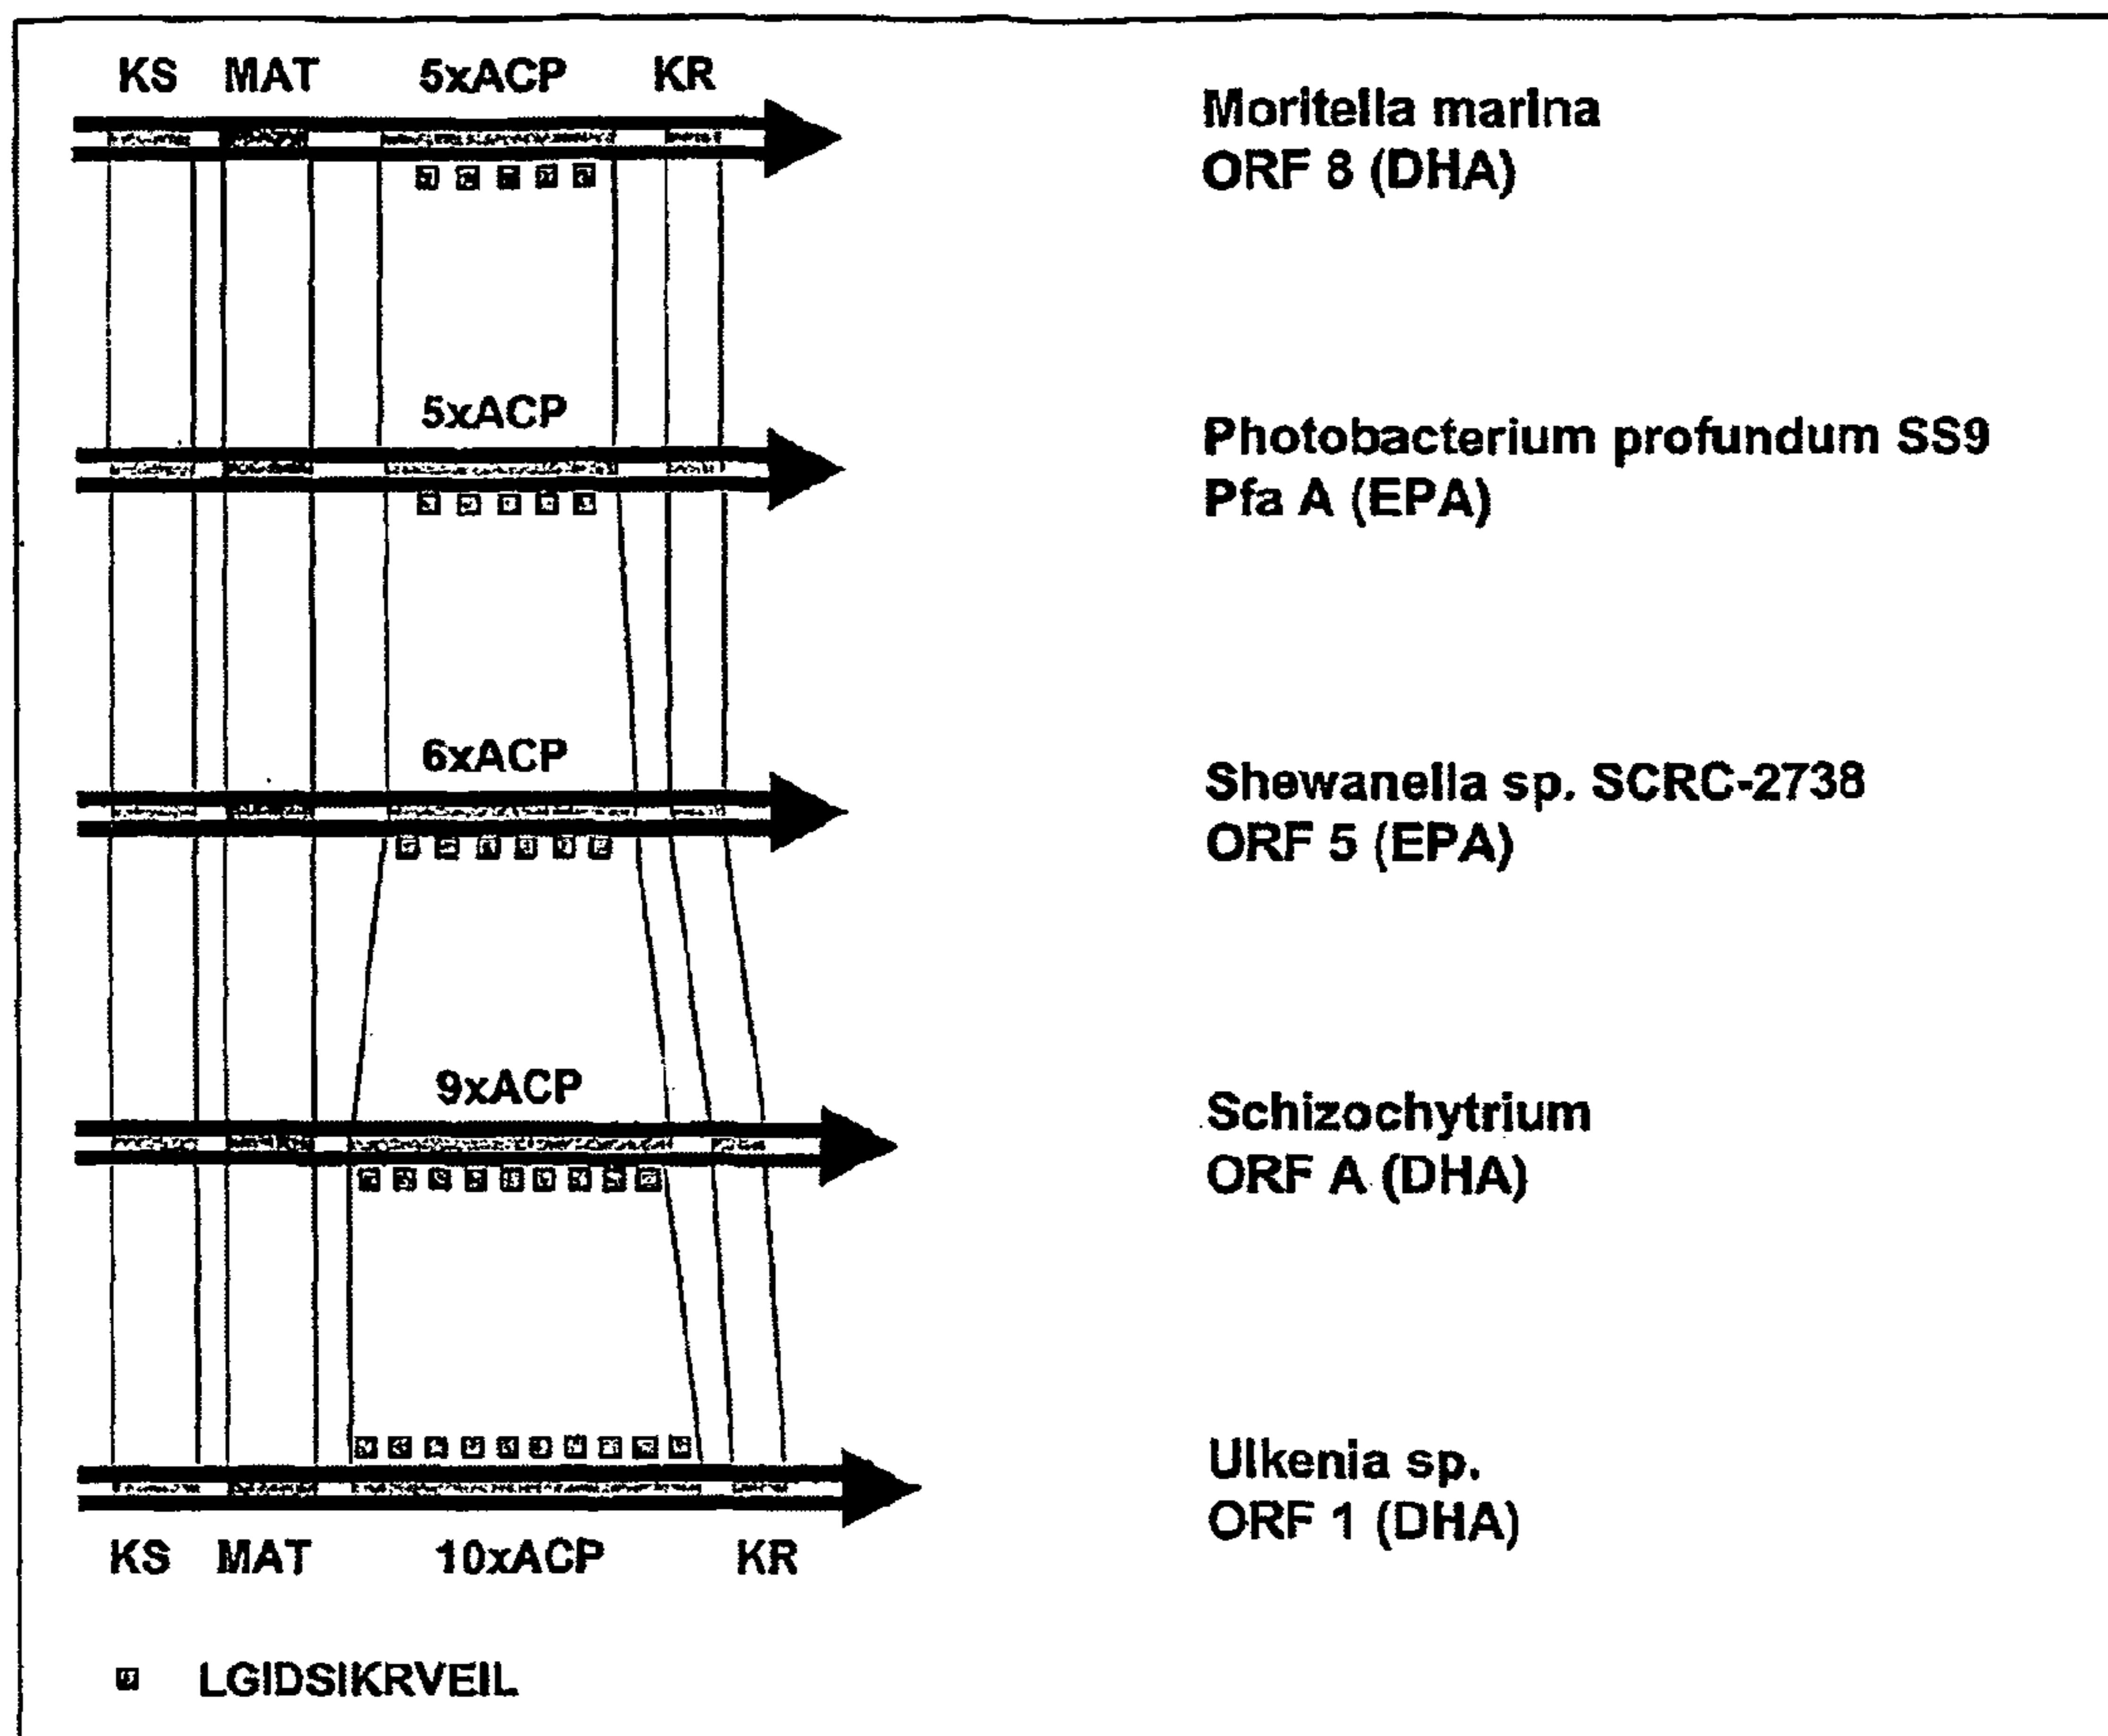 KS MAT 5xACP KR
Moritella marina
ORF 8 (DHA)
5xACP
Photobacterium profundum SS9
Pfa A (EPA)
6xACP
Shewanella sp. SCRC-2738
ORF 5 (EPA)
9xACP
Schizochytrium
ORF A (DHA)
Ulkenia sp.
ORF 1 (DHA)
KS MAT 10xACP KR
LGIDSIKRVEIL